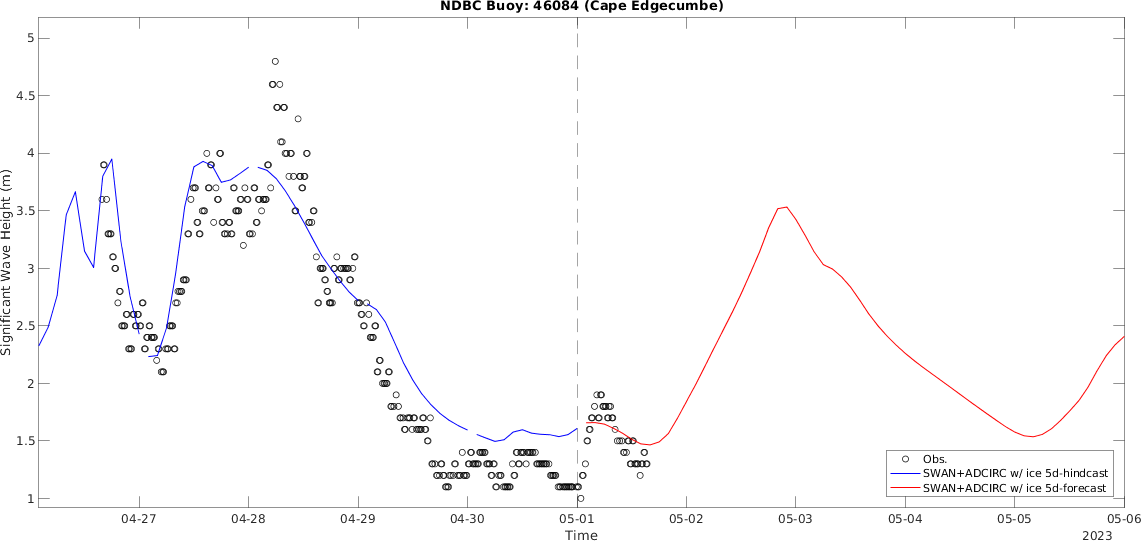 NDBC Buoy: 46084 (Cape Edgecumbe)
5
4.5
4
3.5
3
2.5
2
1.5
1
Significant Wave Height (m)
Obs.
SWAN+ADCIRC w/ ice 5d-hindcast
SWAN+ADCIRC w/ ice 5d-forecast
04-27 04-28 04-29 04-30 05-01 05-02 05-03 05-04 05-05 05-06
Time
2023